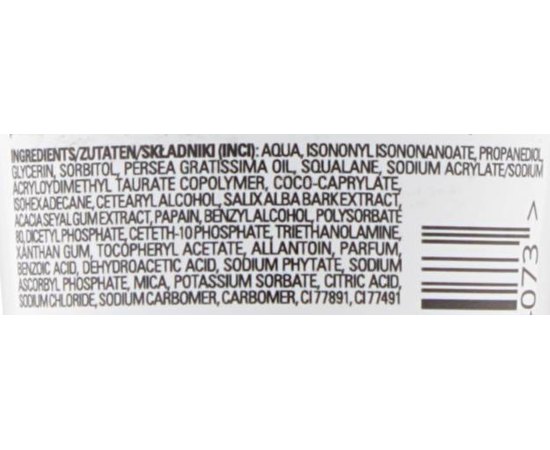 INGREDIENTS/ZUTATEN/SKŁADNIKI (INCI): AQUA, ISONONYL ISONONANOATE, PROPANEDIOL,
GLYCERIN, SORBITOL, PERSEA GRATISSIMA OIL, SQUALANE, SODIUM ACRYLATE/SODIUM
ACRYLOYDIMETHYL TAURATE COPOLYMER, COCO-CAPRYLATE,
ISOHEXADECANE, CETEARYL ALCOHOL, SALIX ALBA BARK EXTRACT,
ACACIA SEYAL GUM EXTRACT, PAPAIN, BENZYL ALCOHOL, POLYSORBATE
80, DICETYL PHOSPHATE, CETETH-10 PHOSPHATE, TRIETHANOLAMINE,
XANTHAN GUM, TOCOPHERYL ACETATE, ALLANTOIN, PARFUM,
BENZOIC ACID, DEHYDROACETIC ACID, SODIUM PHYTATE, SODIUM
ASCORBYL PHOSPHATE, MICA, POTASSIUM SORBATE, CITRIC ACID,
SODIUM CHLORIDE, SODIUM CARBOMER, CARBOMER, CI 77891, CI 77491
073 >